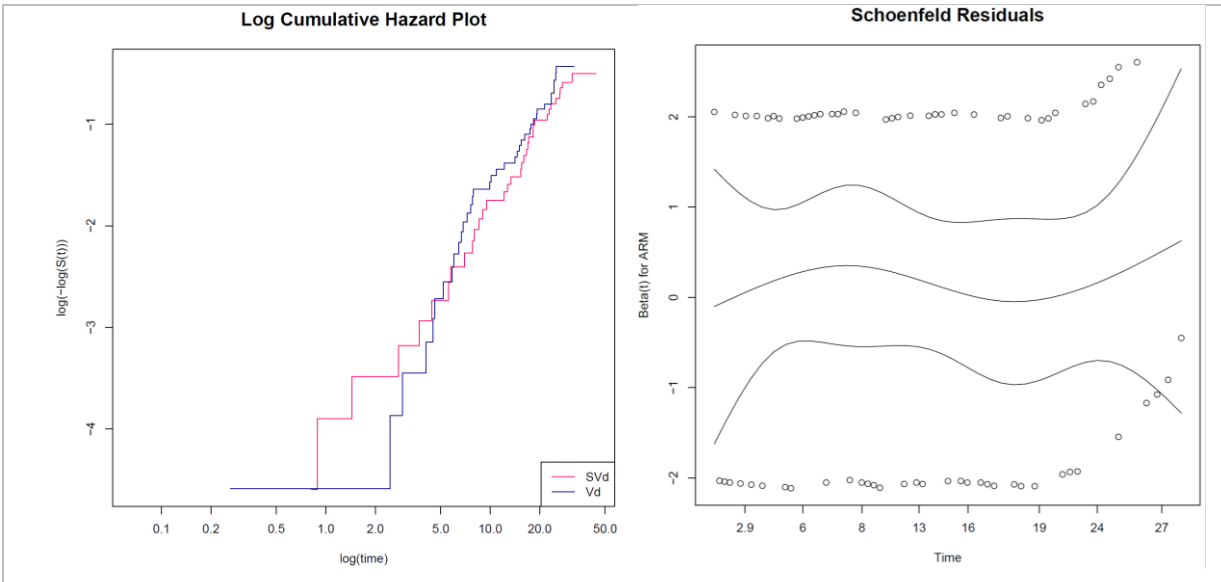 Log Cumulative Hazard Plot
log(−log(S(t)))
-1
-2
-3
-4
0.1 0.2 0.5 1.0 2.0 5.0 10.0 20.0 50.0
log(time)
SVd
Vd
Schoenfeld Residuals
Beta(t) for ARM
2
1
0
-1
-2
2.9 6 8 13 16 19 24 27
Time